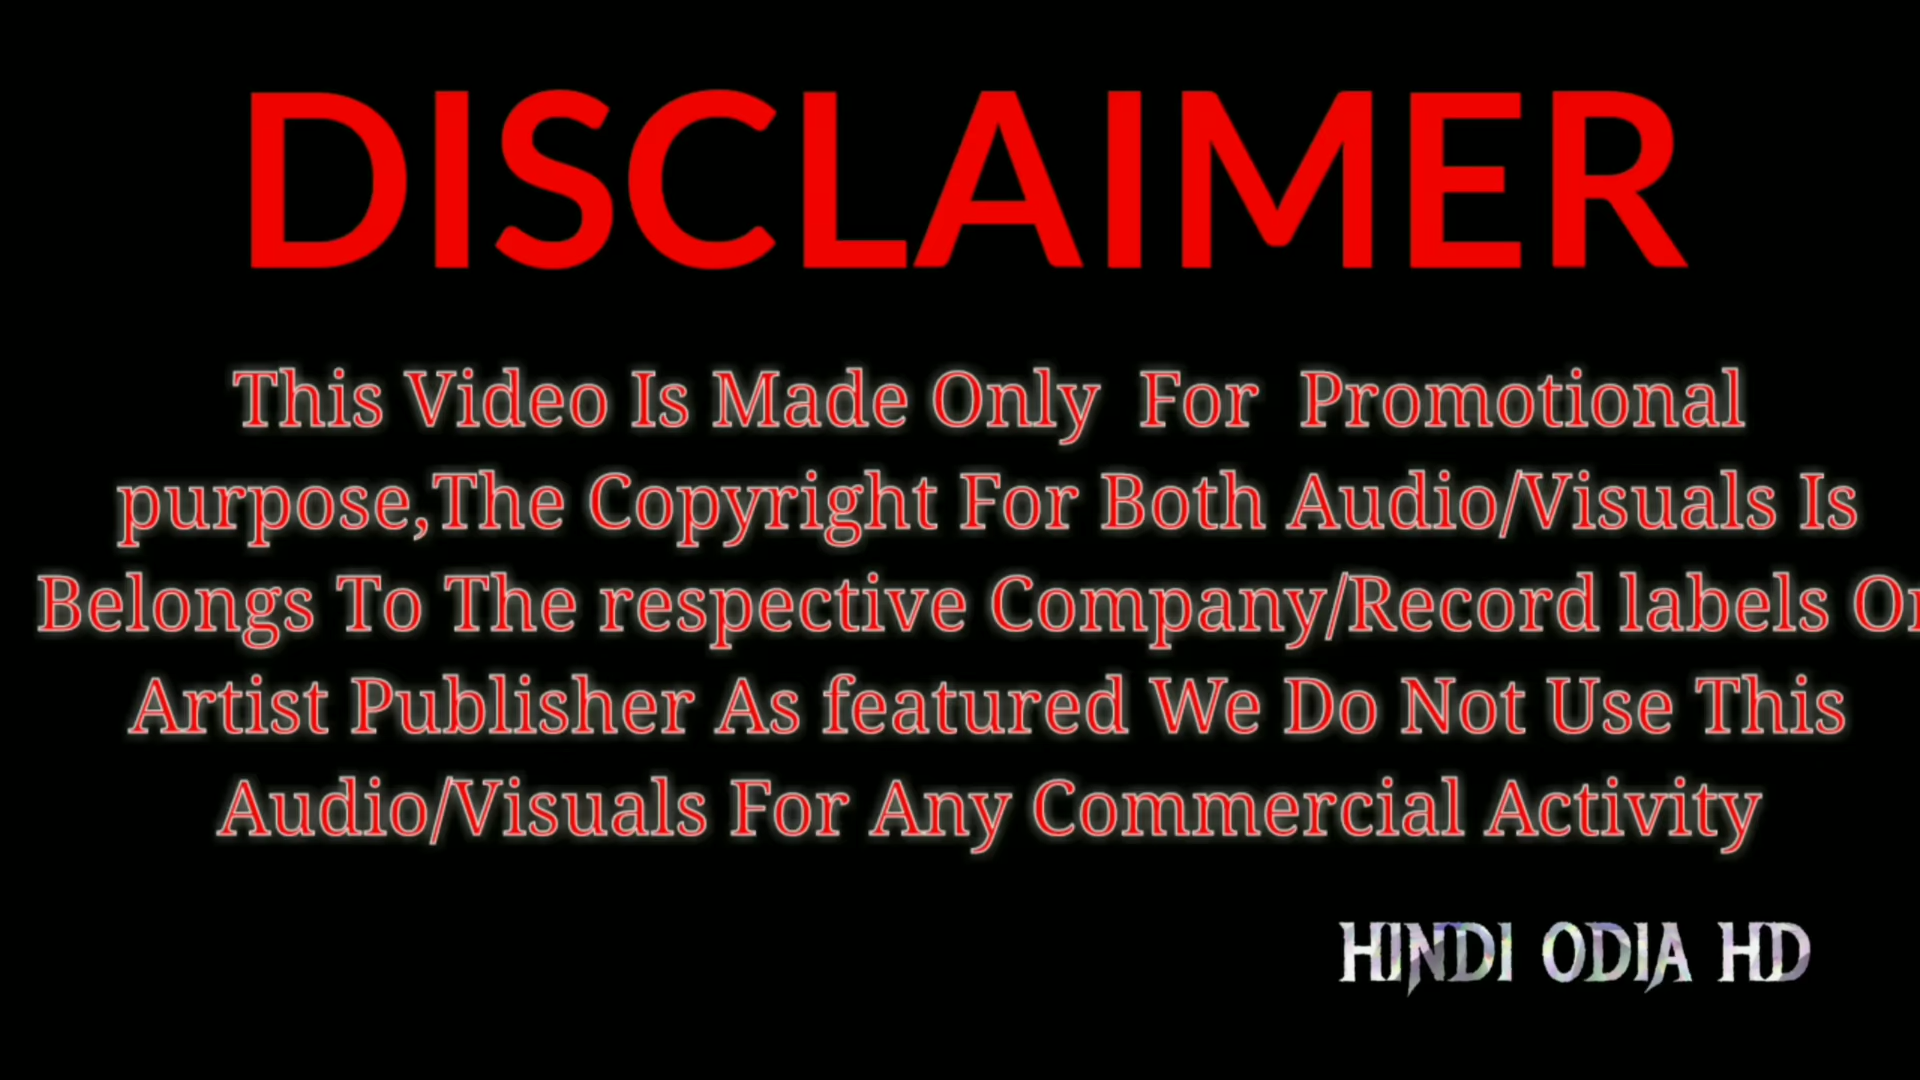 DISCLAIMER
This Video Is Made Only For Promotional
purpose,The Copyright For Both Audio/Visuals Is
Belongs To The respective Company/Record labels Or
Artist Publisher As featured We Do Not Use This
Audio/Visuals For Any Commercial Activity
HINDI ODIA HD